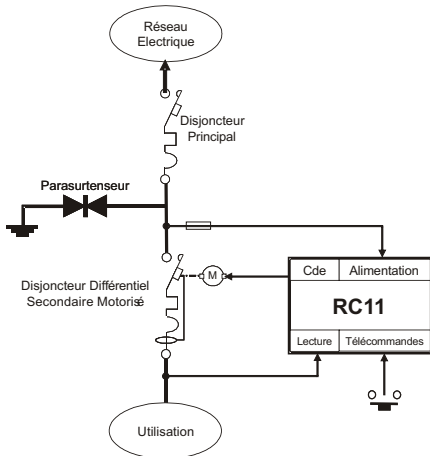 Réseau
Electrique
Disjoncteur
Principal
Parasurtenseur
Disjoncteur Différentiel
Secondaire Motorisé
M
Cde
Alimentation
RC11
Lecture
Télécommandes
Utilisation